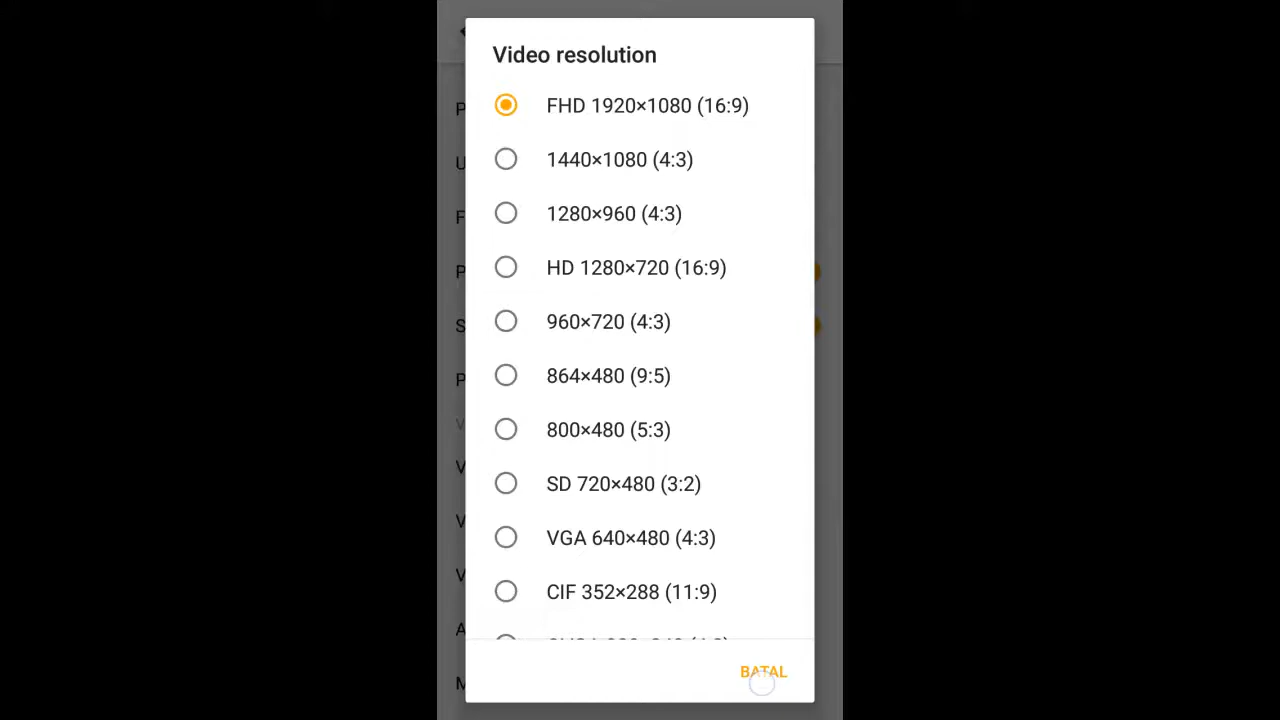 Video resolution
FHD 1920×1080 (16:9)
1440×1080 (4:3)
1280×960 (4:3)
HD 1280×720 (16:9)
960×720 (4:3)
864×480 (9:5)
800×480 (5:3)
SD 720×480 (3:2)
VGA 640×480 (4:3)
CIF 352×288 (11:9)
BATAL